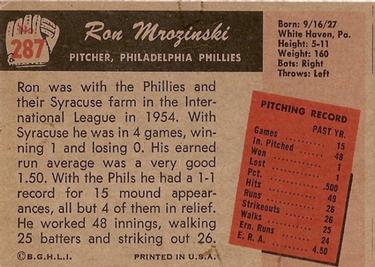 No.
287
Ron Mrozinski
PITCHER, PHILADELPHIA PHILLIES
Born: 9/16/27
White Haven, Pa.
Height: 5-11
Weight: 160
Bats: Right
Throws: Left
Ron was with the Phillies and
their Syracuse farm in the Inter-
national League in 1954. With
Syracuse he was in 4 games, win-
ning 1 and losing 0. His earned
run average was a very good
1.50. With the Phils he had a 1-1
record for 15 mound appear-
ances, all but 4 of them in relief.
He worked 48 innings, walking
25 batters and striking out 26.
PITCHING RECORD
PAST YR.
Games 15
In. Pitched 48
Won 1
Lost 1
Pct. .500
Hits 49
Runs 28
Strikeouts 26
Walks 25
Ern. Runs 24
E. R. A. 4.50
©B.G.H.L.I. PRINTED IN U.S.A.